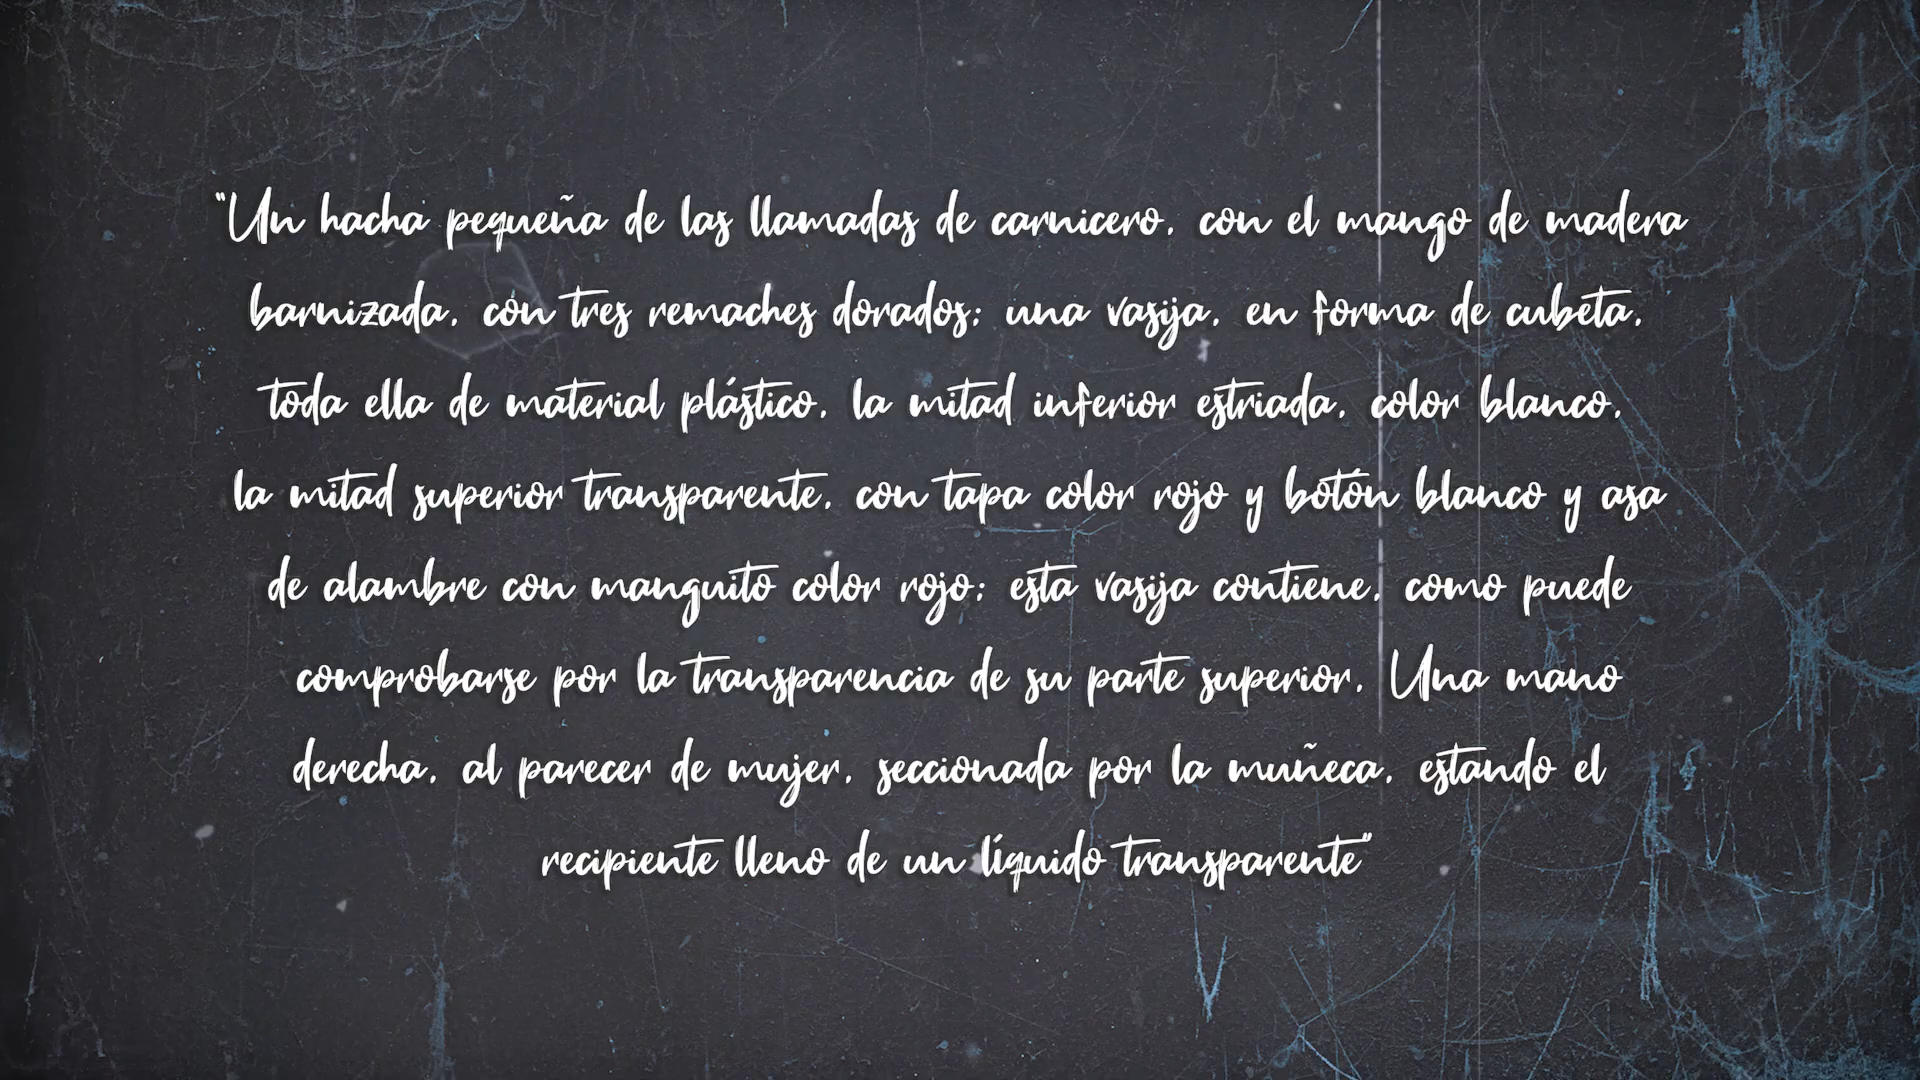 "Un hacha pequeña de las llamadas de carnicero, con el mango de madera
barnizada, con tres remaches dorados; una vasija, en forma de cubeta,
toda ella de material plástico, la mitad inferior estriada, color blanco,
la mitad superior transparente, con tapa color rojo y botón blanco y asa
de alambre con manguito color rojo; esta vasija contiene, como puede
comprobarse por la transparencia de su parte superior, Una mano
derecha, al parecer de mujer, seccionada por la muñeca, estando el
recipiente lleno de un líquido transparente"